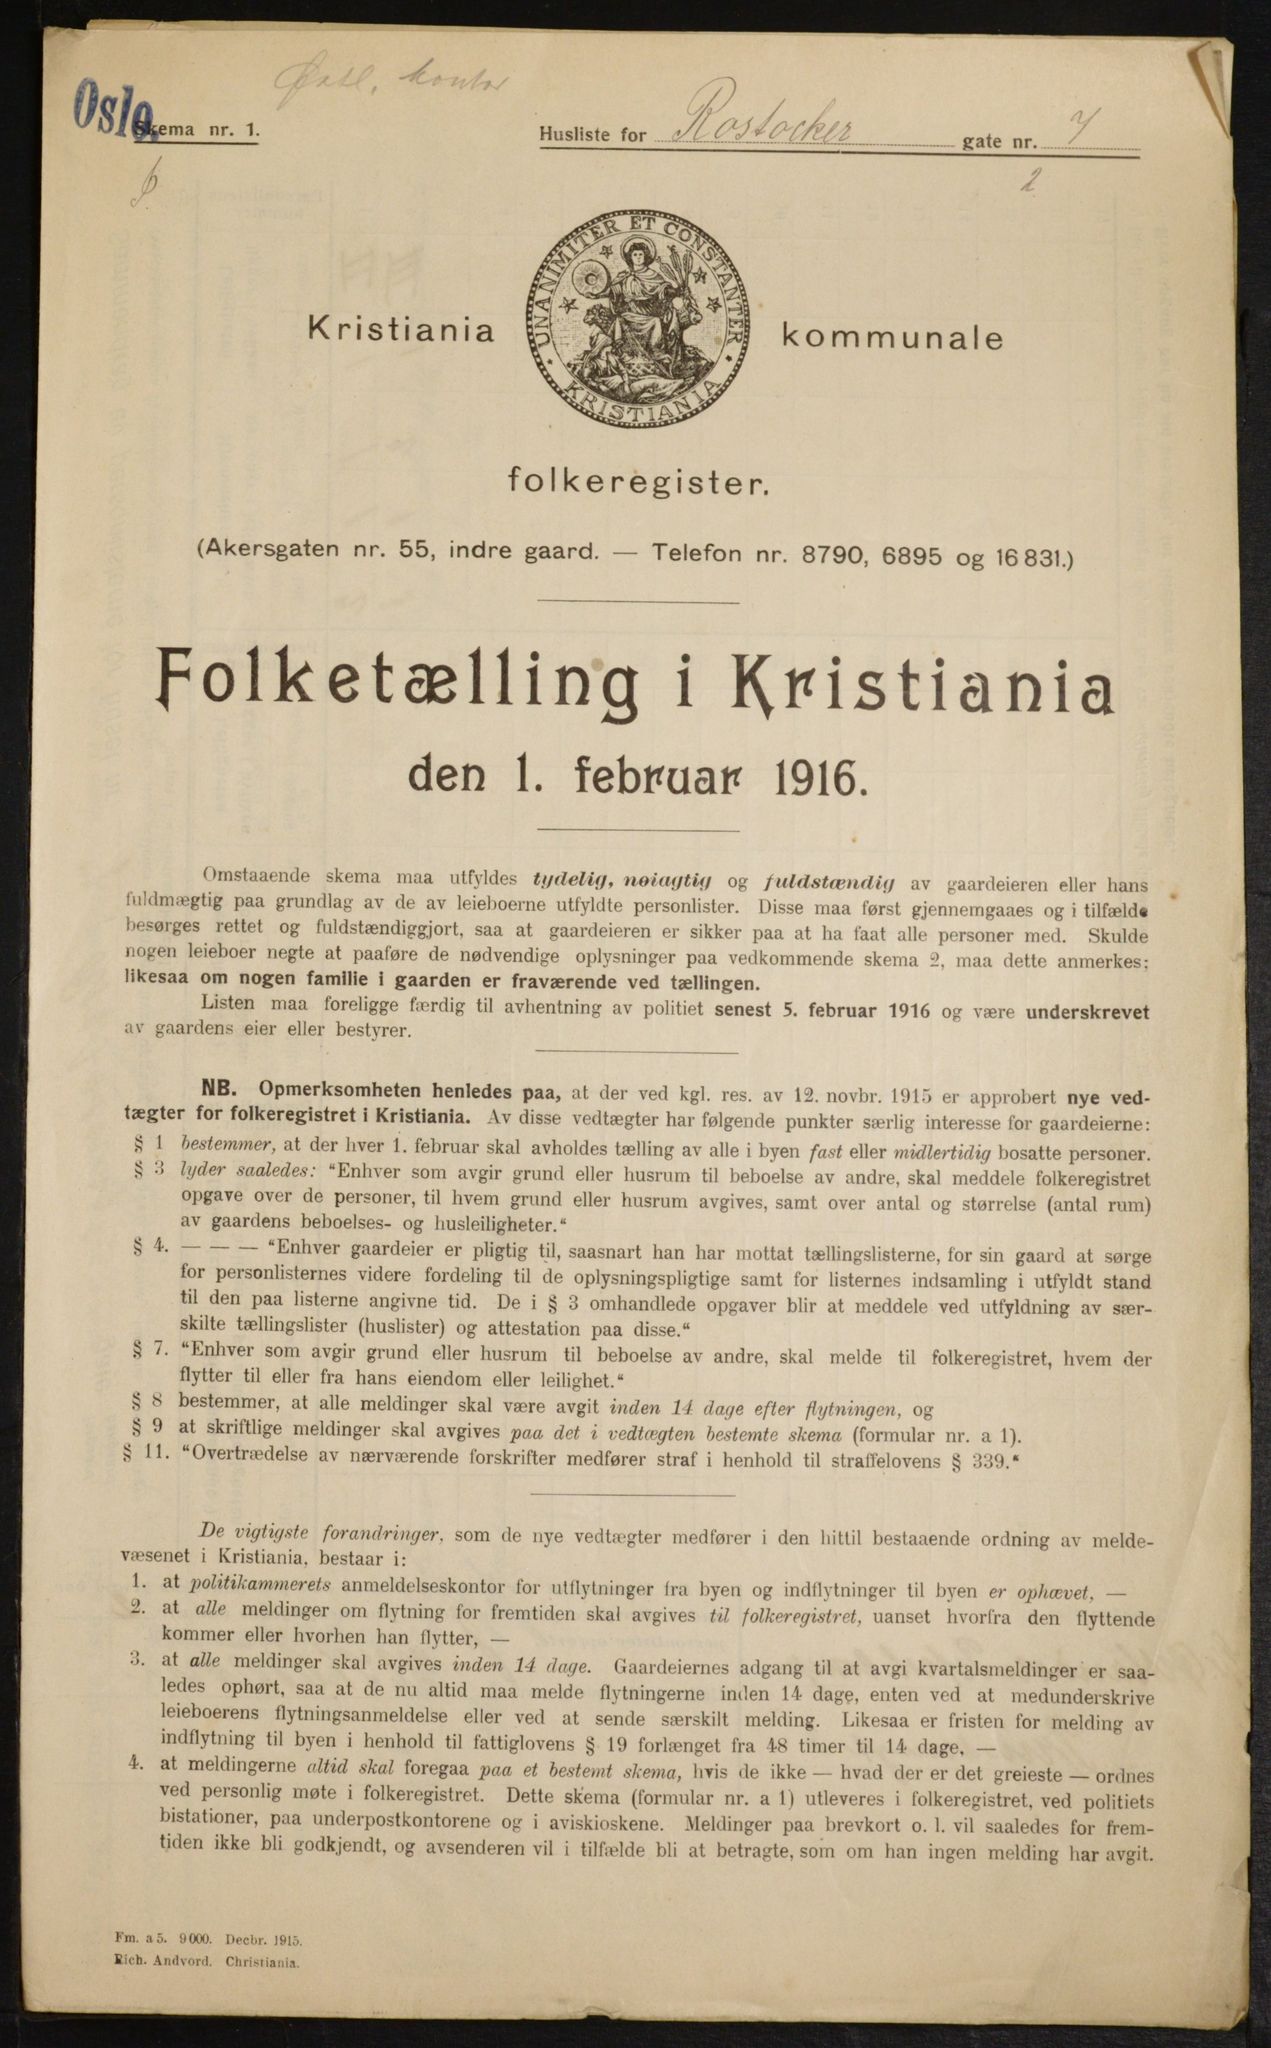 Østl. kontor
Oslo.
Skema nr. 1.
Husliste for Rostocker gate nr. 7
2
UNANIMITER ET CONSTANTER
KRISTIANIA
Kristiania kommunale
folkeregister.
(Akersgaten nr. 55, indre gaard. — Telefon nr. 8790, 6895 og 16 831.)
Folketælling i Kristiania
den 1. februar 1916.
Omstaaende skema maa utfyldes tydelig, nøiagtig og fuldstændig av gaardeieren eller hans
fuldmægtig paa grundlag av de av leieboerne utfyldte personlister. Disse maa først gjennemgaaes og i tilfælde
besørges rettet og fuldstændiggjort, saa at gaardeieren er sikker paa at ha faat alle personer med. Skulde
nogen leieboer negte at paaføre de nødvendige oplysninger paa vedkommende skema 2, maa dette anmerkes;
likesaa om nogen familie i gaarden er fraværende ved tællingen.
Listen maa foreligge færdig til avhentning av politiet senest 5. februar 1916 og være underskrevet
av gaardens eier eller bestyrer.
NB. Opmerksomheten henledes paa, at der ved kgl. res. av 12. novbr. 1915 er approbert nye ved-
tægter for folkeregistret i Kristiania. Av disse vedtægter har følgende punkter særlig interesse for gaardeierne:
§ 1 bestemmer, at der hver 1. februar skal avholdes tælling av alle i byen fast eller midlertidig bosatte personer.
§ 3 lyder saaledes: “Enhver som avgir grund eller husrum til beboelse av andre, skal meddele folkeregistret
opgave over de personer, til hvem grund eller husrum avgives, samt over antal og størrelse (antal rum)
av gaardens beboelses- og husleiligheter.“
§ 4. — — — “Enhver gaardeier er pligtig til, saasnart han har mottat tællingslisterne, for sin gaard at sørge
for personlisternes videre fordeling til de oplysningspligtige samt for listernes indsamling i utfyldt stand
til den paa listerne angivne tid. De i § 3 omhandlede opgaver blir at meddele ved utfyldning av sær-
skilte tællingslister (huslister) og attestation paa disse.“
§ 7. “Enhver som avgir grund eller husrum til beboelse av andre, skal melde til folkeregistret, hvem der
flytter til eller fra hans eiendom eller leilighet.“
§ 8 bestemmer, at alle meldinger skal være avgit inden 14 dage efter flytningen, og
§ 9 at skriftlige meldinger skal avgives paa det i vedtægten bestemte skema (formular nr. a 1).
§ 11. “Overtrædelse av nærværende forskrifter medfører straf i henhold til straffelovens § 339.“
De vigtigste forandringer, som de nye vedtægter medfører i den hittil bestaaende ordning av melde-
væsenet i Kristiania, bestaar i:
1. at politikammerets anmeldelseskontor for utflytninger fra byen og indflytninger til byen er ophævet, —
2. at alle meldinger om flytning for fremtiden skal avgives til folkeregistret, uanset hvorfra den flyttende
kommer eller hvorhen han flytter, —
3. at alle meldinger skal avgives inden 14 dage. Gaardeiernes adgang til at avgi kvartalsmeldinger er saa-
ledes ophørt, saa at de nu altid maa melde flytningerne inden 14 dage, enten ved at medunderskrive
leieboerens flytningsanmeldelse eller ved at sende særskilt melding. Likesaa er fristen for melding av
indflytning til byen i henhold til fattiglovens § 19 forlænget fra 48 timer til 14 dage, —
4. at meldingerne altid skal foregaa paa et bestemt skema, hvis de ikke — hvad der er det greieste — ordnes
ved personlig møte i folkeregistret. Dette skema (formular nr. a 1) utleveres i folkeregistret, ved politiets
bistationer, paa underpostkontorene og i aviskioskene. Meldinger paa brevkort o. l. vil saaledes for frem-
tiden ikke bli godkjendt, og avsenderen vil i tilfælde bli at betragte, som om han ingen melding har avgit.
Fm. a 5. 9 000. Decbr. 1915.
Rich. Andvord. Christiania.